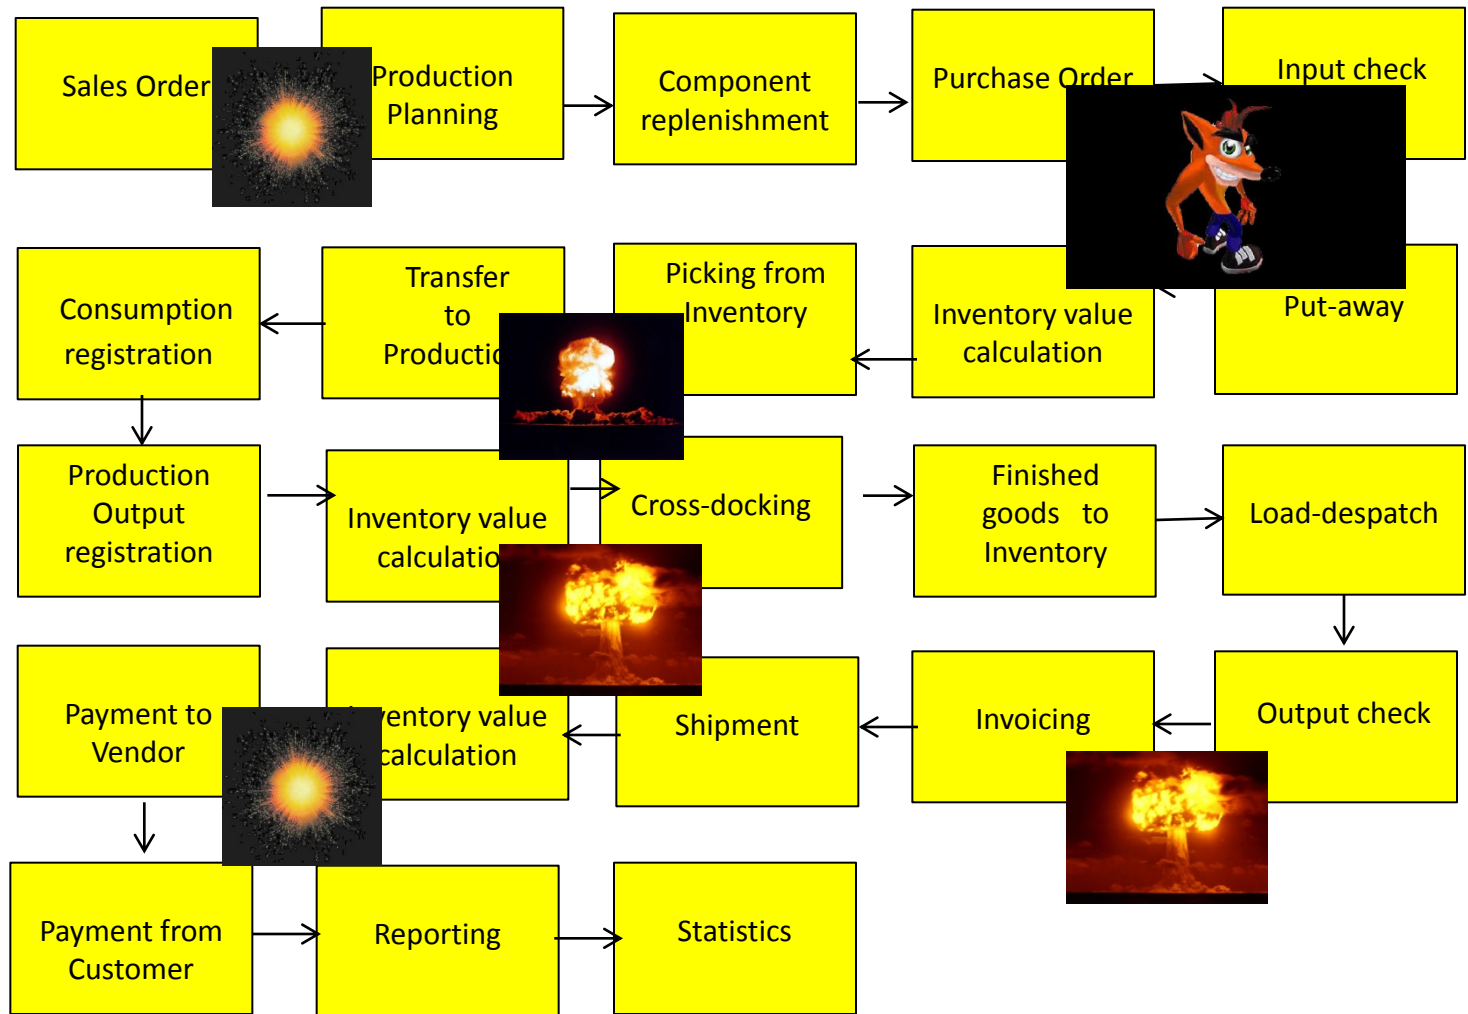 Sales Order
Production
Planning
Component
replenishment
Purchase Order
Input check
Consumption
registration
Transfer
to
Productio
Picking from
Inventory
Inventory value
calculation
Put-away
Production
Output
registration
Inventory value
calculatio
Cross-docking
Finished
goods to
Inventory
Load-despatch
Payment to
Vendor
Inventory value
calculation
Shipment
Invoicing
Output check
Payment from
Customer
Reporting
Statistics